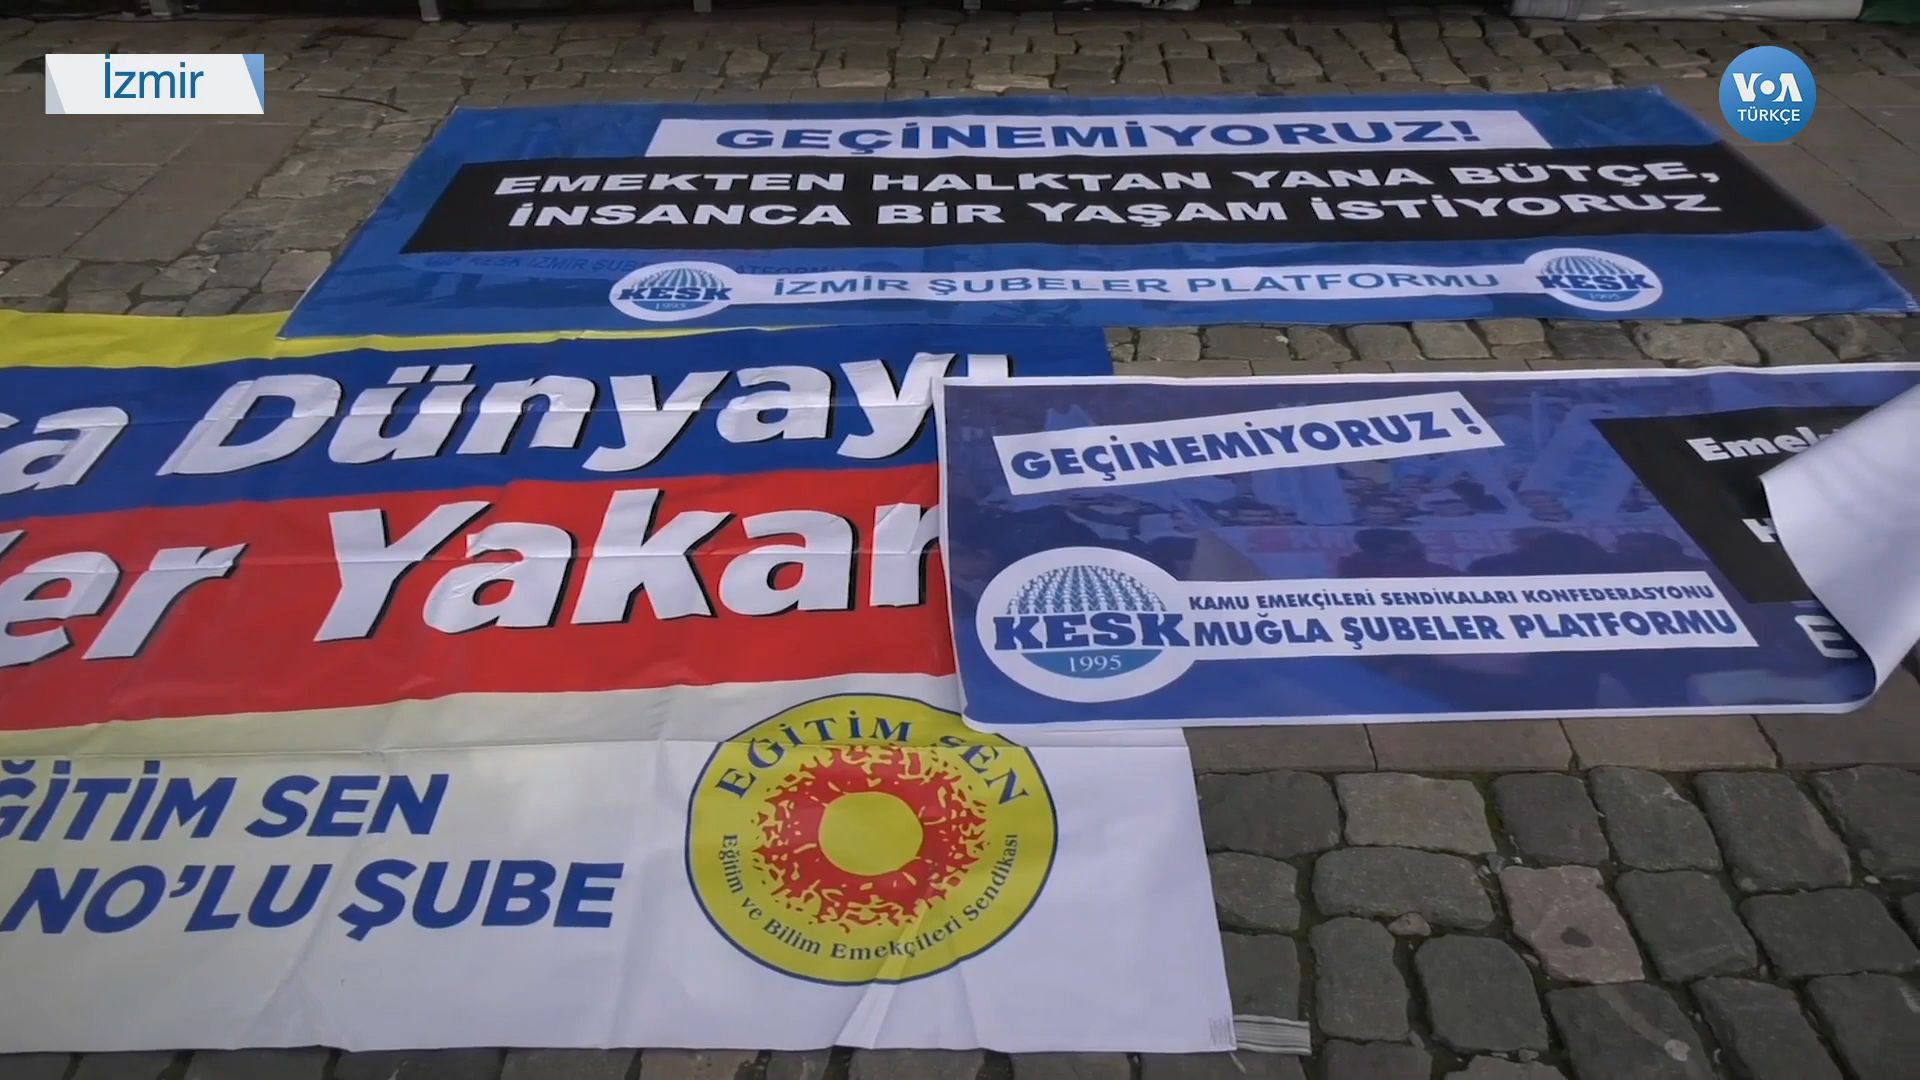 İzmir
VOA
TÜRKÇE
GEÇİNEMİYORUZ!
EMEKTEN HALKTAN YANA BÜTÇE,
İNSANCA BİR YAŞAM İSTİYORUZ
KESK
1995
İZMİR ŞUBELER PLATFORMU
KESK
1995
Dünyayı
Yakar
EĞİTİM SEN
NO'LU ŞUBE
EĞİTİM SEN
Eğitim ve Bilim Emekçileri Sendikası
GEÇİNEMİYORUZ !
KESK
1995
KAMU EMEKÇİLERİ SENDİKALARI KONFEDERASYONU
MUĞLA ŞUBELER PLATFORMU